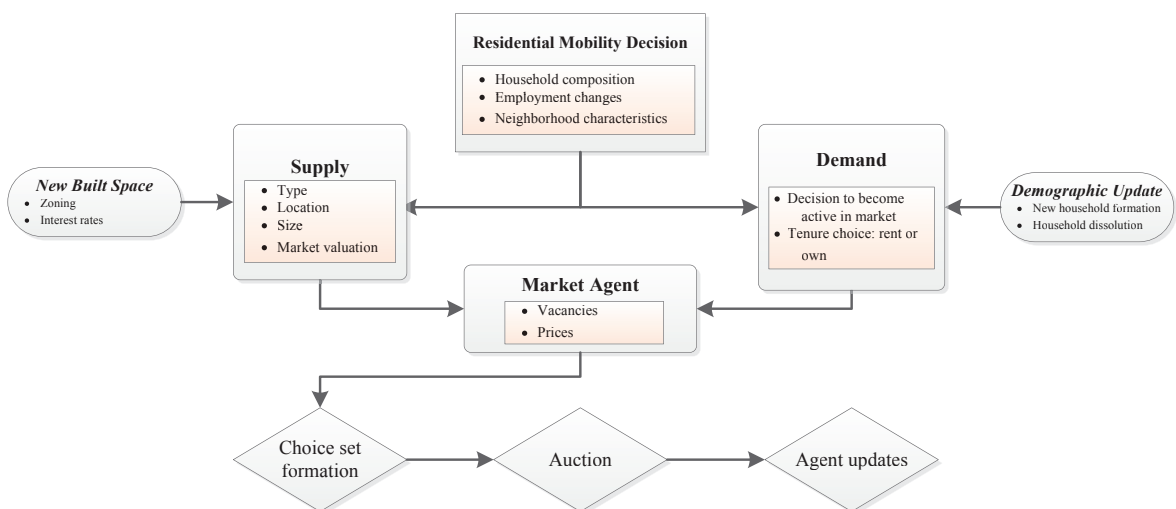 Residential Mobility Decision
• Household composition
• Employment changes
• Neighborhood characteristics
Supply
• Type
• Location
• Size
• Market valuation
Demand
• Decision to become
active in market
• Tenure choice: rent or
own
New Built Space
• Zoning
• Interest rates
Demographic Update
• New household formation
• Household dissolution
Market Agent
• Vacancies
• Prices
Choice set
formation
Auction
Agent updates